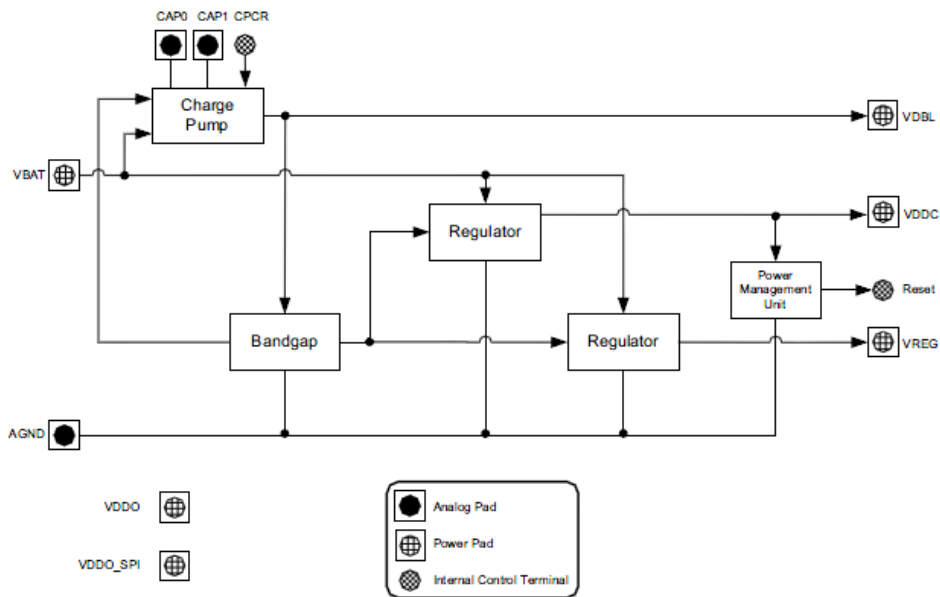 CAP0 CAP1 CPCR
Charge
Pump
VDBL
VBAT
VDDC
Regulator
Power
Management
Unit
Reset
Bandgap
Regulator
VREG
AGND
VDDO
Analog Pad
Power Pad
VDDO_SPI
Internal Control Terminal